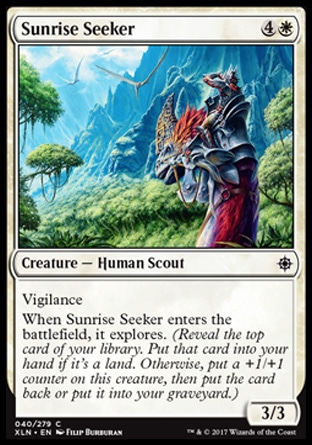 Sunrise Seeker 4
Creature — Human Scout
Vigilance
When Sunrise Seeker enters the
battlefield, it explores. (Reveal the top
card of your library. Put that card into
your hand if it's a land. Otherwise, put a +1/+1
counter on this creature, then put the card
back or put it into your graveyard.)
3/3
040/279 C
XLN • EN Filip Burburan
™ & © 2017 Wizards of the Coast